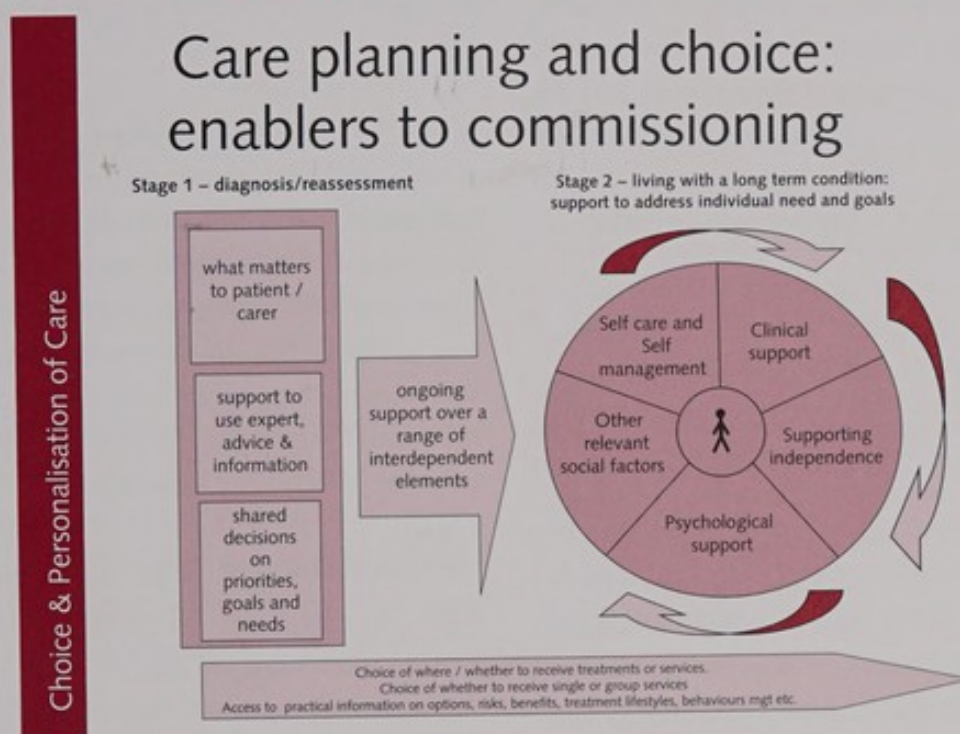 Care planning and choice:
enablers to commissioning
Choice & Personalisation of Care
Stage 1 – diagnosis/reassessment
what matters
to patient /
carer
support to
use expert,
advice &
information
shared
decisions
on
priorities,
goals and
needs
ongoing
support over a
range of
interdependent
elements
Stage 2 – living with a long term condition:
support to address individual need and goals
Self care and
Self
management
Clinical
support
Supporting
independence
Psychological
support
Other
relevant
social factors
Choice of where / whether to receive treatments or services.
Choice of whether to receive single or group services
Access to practical information on options, risks, benefits, treatment lifestyles, behaviours mgt etc.